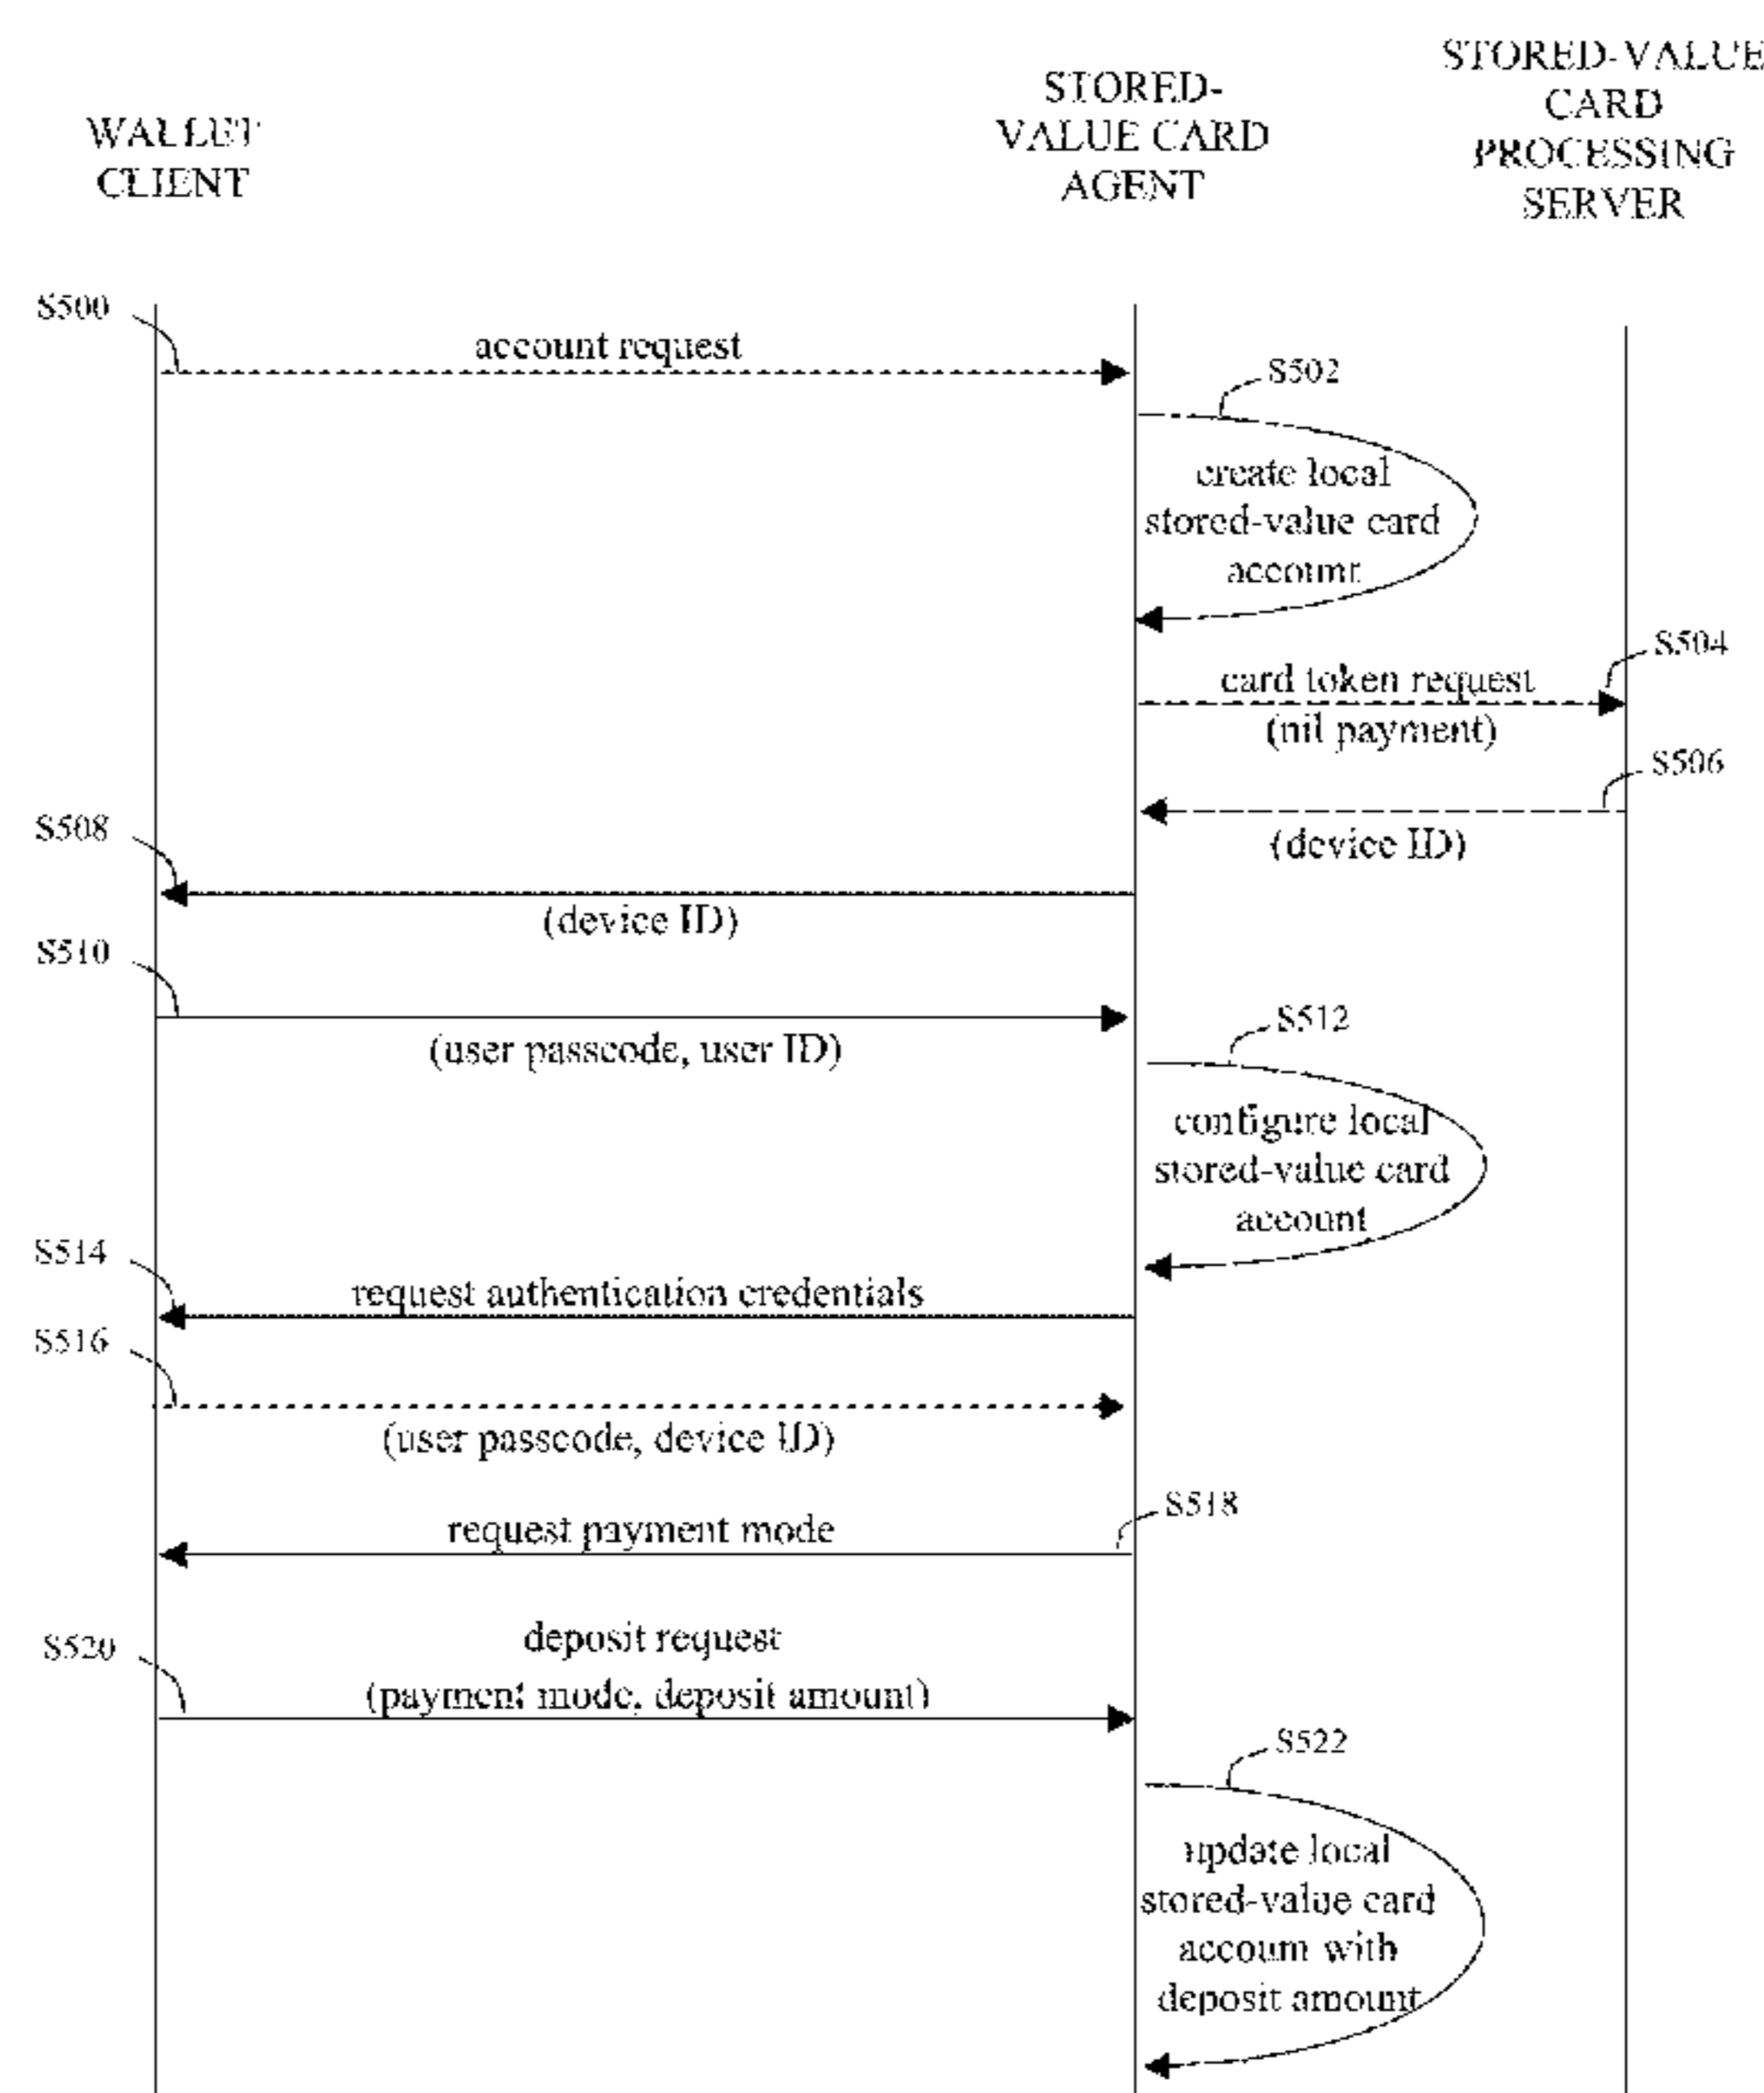 WALLET
CLIENT
STORED-
VALUE CARD
AGENT
STORED-VALUE
CARD
PROCESSING
SERVER
S500
account request
S502
create local
stored-value card
account
S504
card token request
(nil payment)
S506
(device ID)
S508
(device ID)
S510
(user passcode, user ID)
S512
configure local
stored-value card
account
S514
request authentication credentials
S516
(user passcode, device ID)
S518
request payment mode
S520
deposit request
(payment mode, deposit amount)
S522
update local
stored-value card
account with
deposit amount